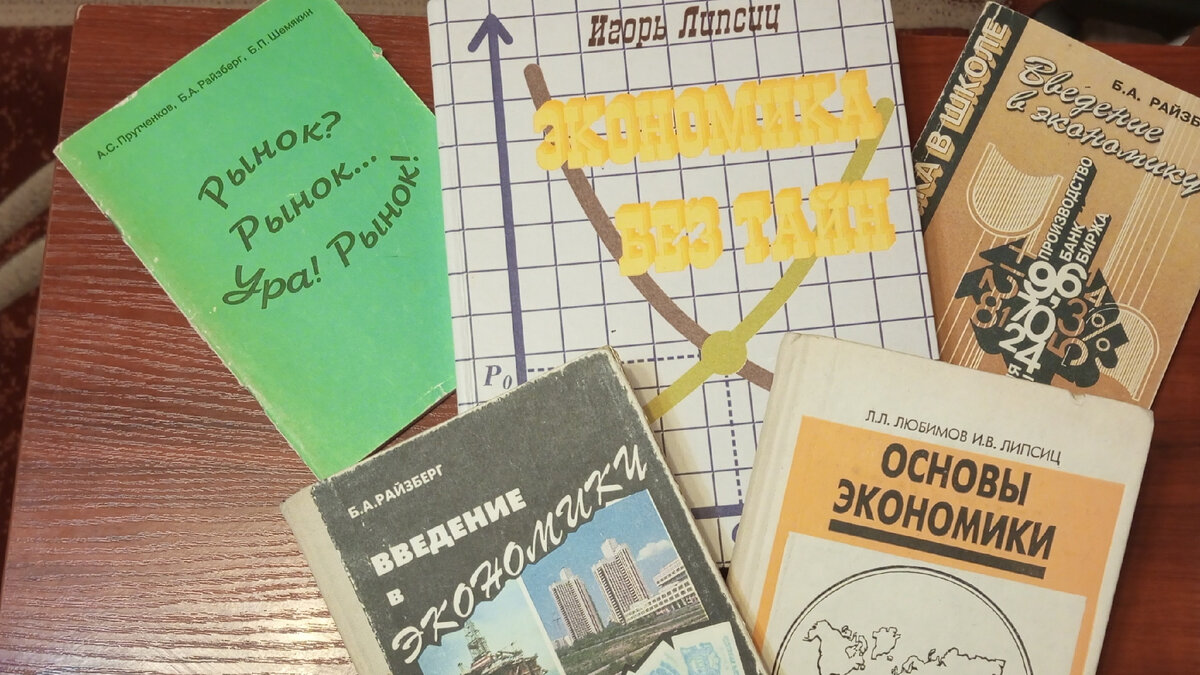 А.С. Прутченков, Б.А. Райзберг, Б.П. Шемякин
Рынок?
Рынок...
Ура! Рынок!
Игорь Липсиц
ЭКОНОМИКА
БЕЗ ТАЙН
P₀
В ШКОЛЕ
Б.А.
Введение
в экономику
ПРОИЗВОДСТВО
БАНК
БИРЖА
Б.А.РАЙЗБЕРГ
ВВЕДЕНИЕ
В
ЭКОНОМИКУ
Л.Л. ЛЮБИМОВ И.В. ЛИПСИЦ
ОСНОВЫ
ЭКОНОМИКИ